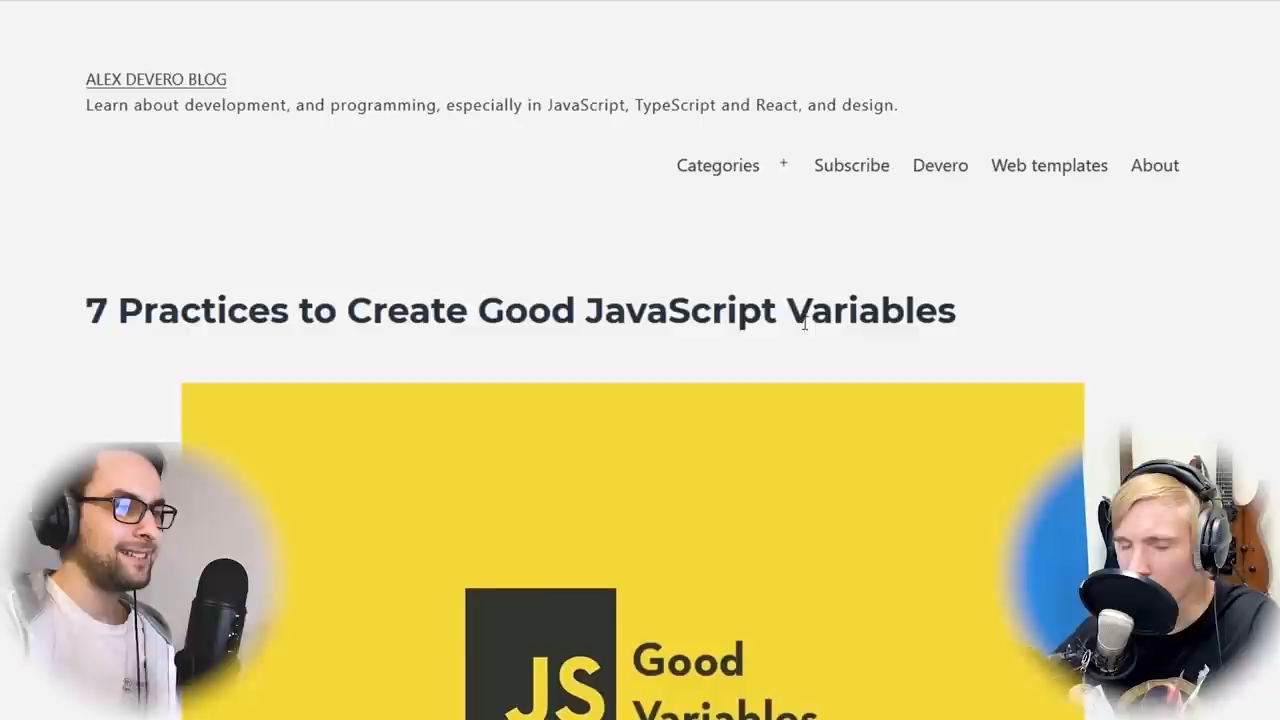 ALEX DEVERO BLOG
Learn about development, and programming, especially in JavaScript, TypeScript and React, and design.
Categories + Subscribe Devero Web templates About
7 Practices to Create Good JavaScript Variables
JS
Good
Variables